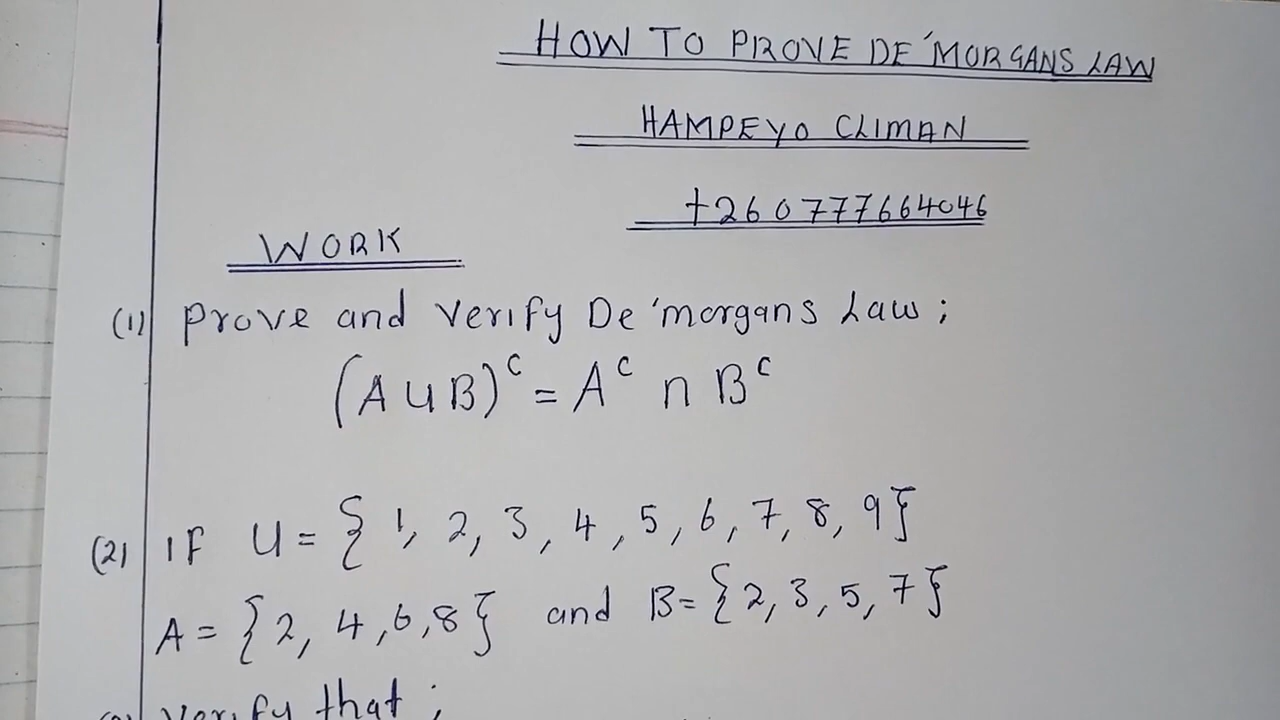 HOW TO PROVE DE'MORGANS LAW
HAMPEYO CLIMAN
+260777664046
WORK
(1) Prove and Verify De'morgans Law;
(A ∪ B)ᶜ = Aᶜ ∩ Bᶜ
(2) IF U = {1, 2, 3, 4, 5, 6, 7, 8, 9}
A = {2, 4, 6, 8} and B = {2, 3, 5, 7}
Verify that;